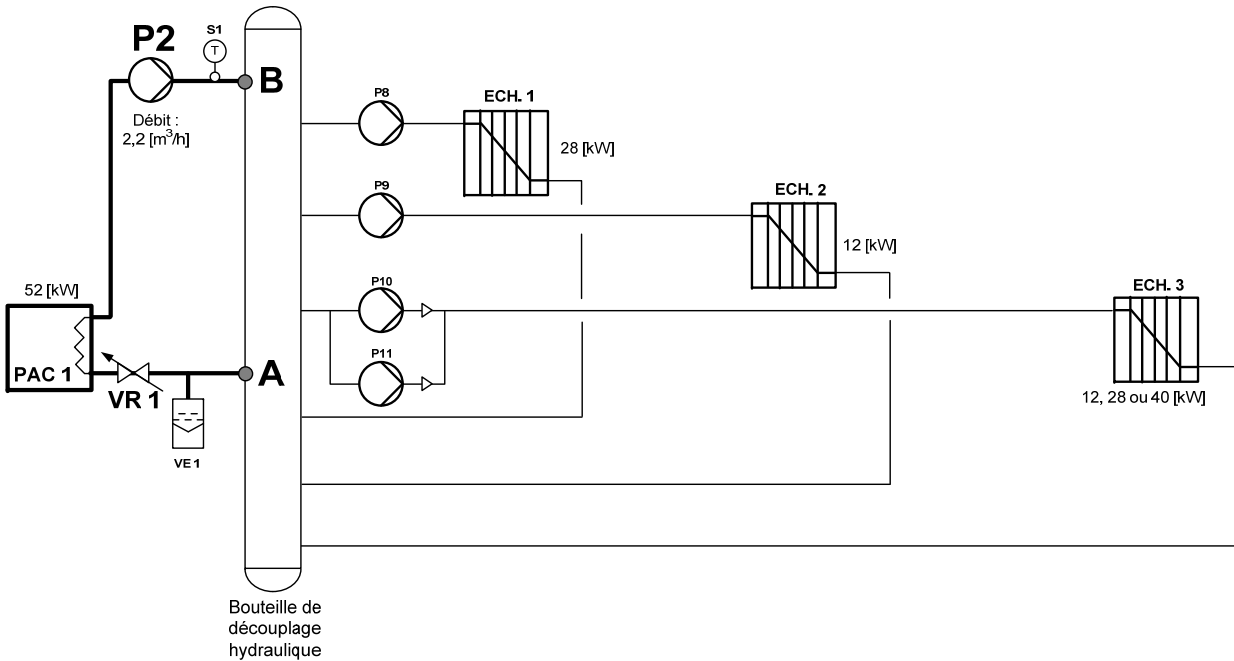 S1
T
P2
B
Débit :
2,2 [m³/h]
P8
ECH. 1
28 [kW]
P9
ECH. 2
12 [kW]
52 [kW]
PAC 1
VR 1
A
VE 1
P10
P11
ECH. 3
12, 28 ou 40 [kW]
Bouteille de
découplage
hydraulique